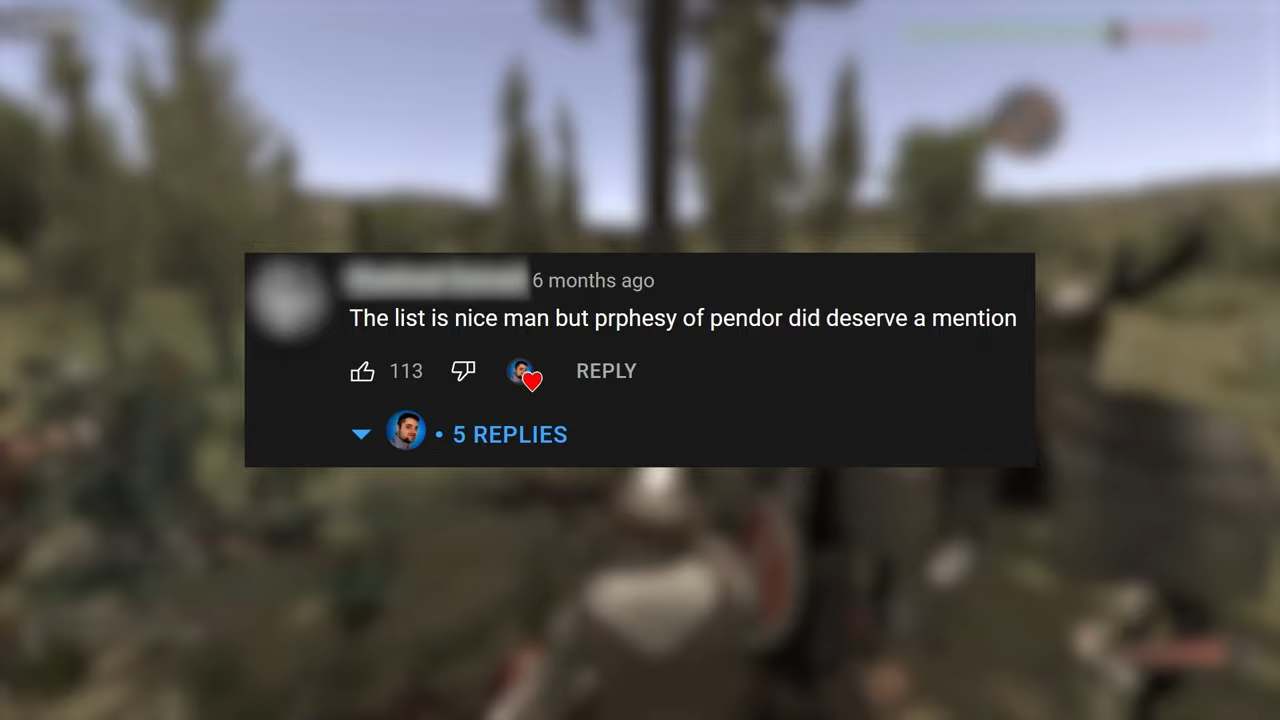 6 months ago
The list is nice man but prphesy of pendor did deserve a mention
113 REPLY
• 5 REPLIES